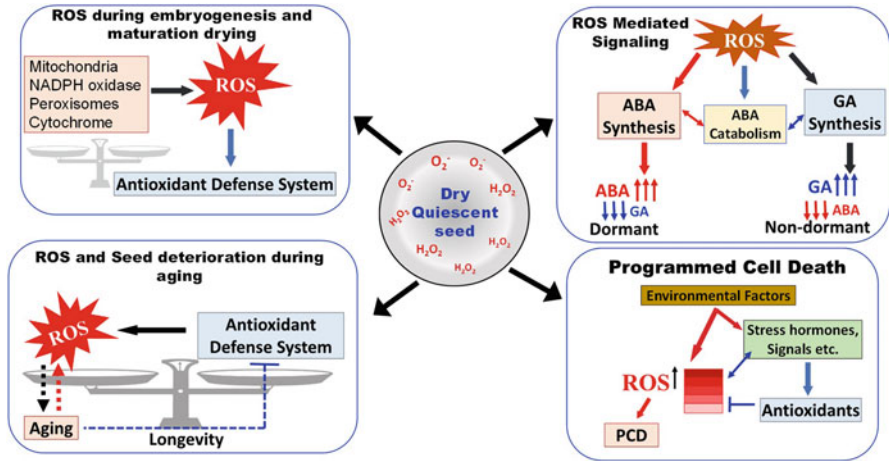 ROS during embryogenesis and
maturation drying
Mitochondria
NADPH oxidase
Peroxisomes
Cytochrome
ROS
Antioxidant Defense System
ROS Mediated
Signaling
ROS
ABA
Synthesis
ABA
Catabolism
GA
Synthesis
ABA
GA
Dormant
GA
ABA
Non-dormant
O₂⁻
O₂⁻
O₂⁻
H₂O₂
H₂O₂
H₂O₂
H₂O₂
H₂O₂
Dry
Quiescent
seed
ROS and Seed deterioration during
aging
ROS
Antioxidant
Defense System
Aging
Longevity
Programmed Cell Death
Environmental Factors
Stress hormones,
Signals etc.
ROS
Antioxidants
PCD